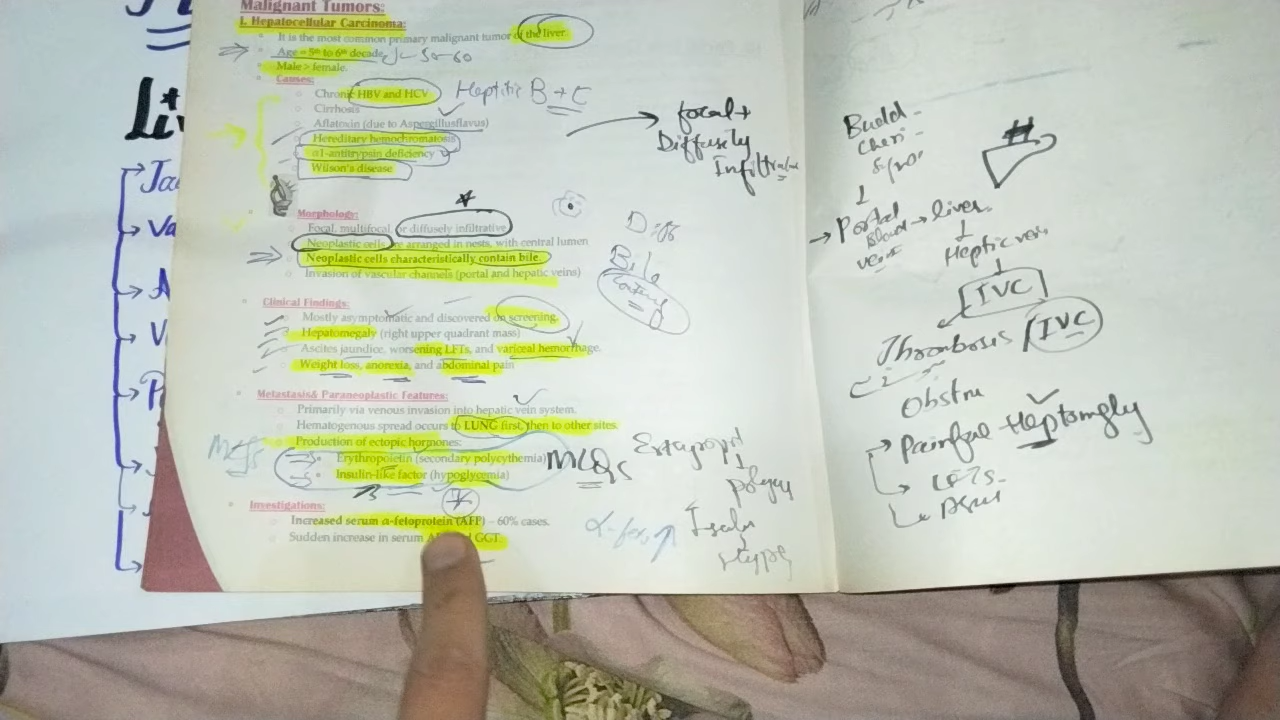 Malignant Tumors:
I. Hepatocellular Carcinoma:
It is the most common primary malignant tumor of the liver.
Age = 5th to 6th decade
50-60
Male > female.
Causes:
Chronic HBV and HCV
B + C
Cirrhosis
Aflatoxin (due to Aspergillusflavus)
Hereditary hemochromatosis
α1-antitrypsin deficiency
Wilson's disease
focal +
Morphology:
Focal, multifocal, or diffusely infiltrative
Neoplastic cells are arranged in nests, with central lumen
Neoplastic cells characteristically contain bile.
Invasion of vascular channels (portal and hepatic veins)
Bile
Clinical Findings:
Mostly asymptomatic and discovered on screening.
Hepatomegaly (right upper quadrant mass)
Ascites jaundice, worsening LFTs, and variceal hemorrhage.
Weight loss, anorexia, and abdominal pain
Metastasis& Paraneoplastic Features:
Primarily via venous invasion into hepatic vein system.
Hematogenous spread occurs to LUNG first, then to other sites.
Production of ectopic hormones:
Erythropoietin (secondary polycythemia)
Insulin-like factor (hypoglycemia)
MCQs
MCQs
Investigations:
Increased serum α-fetoprotein (AFP) – 60% cases.
Sudden increase in serum GGT.
Portal
vein
liver
IVC
Thrombosis / IVC
Obstru
Painful Heptomgly
LFTs